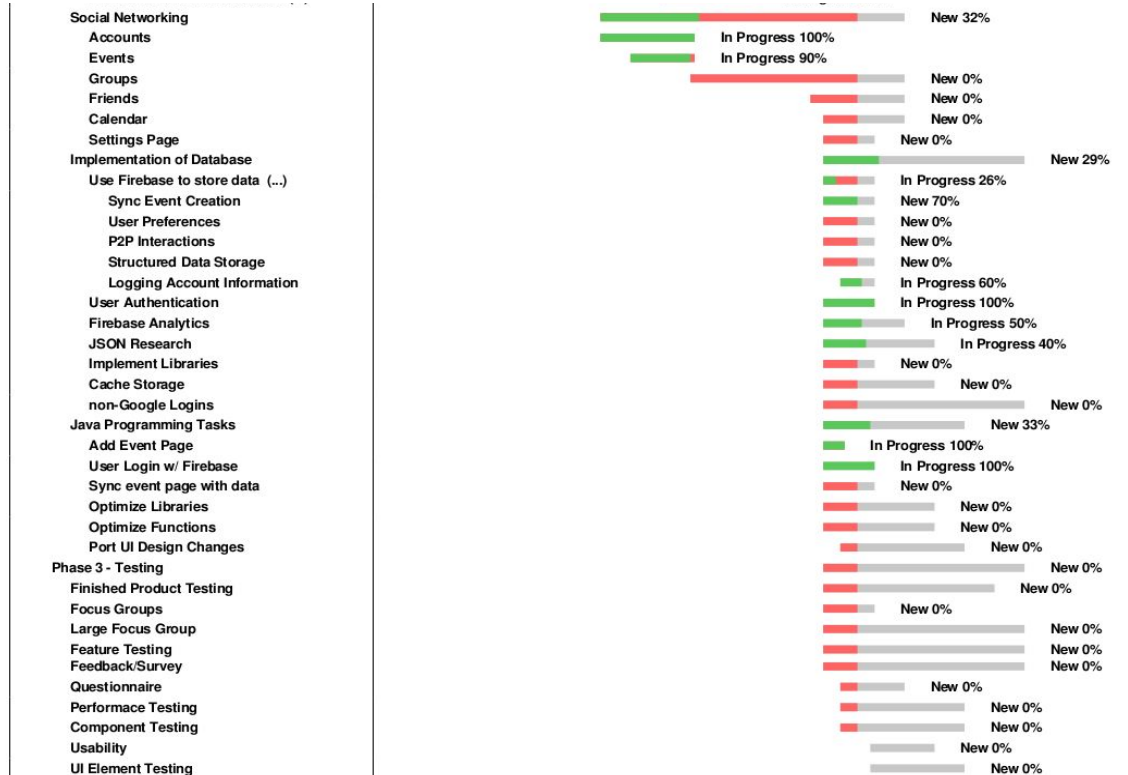 Social Networking New 32%
Accounts In Progress 100%
Events In Progress 90%
Groups New 0%
Friends New 0%
Calendar New 0%
Settings Page New 0%
Implementation of Database New 29%
Use Firebase to store data (...) In Progress 26%
Sync Event Creation New 70%
User Preferences New 0%
P2P Interactions New 0%
Structured Data Storage New 0%
Logging Account Information In Progress 60%
User Authentication In Progress 100%
Firebase Analytics In Progress 50%
JSON Research In Progress 40%
Implement Libraries New 0%
Cache Storage New 0%
non-Google Logins New 0%
Java Programming Tasks New 33%
Add Event Page In Progress 100%
User Login w/ Firebase In Progress 100%
Sync event page with data New 0%
Optimize Libraries New 0%
Optimize Functions New 0%
Port UI Design Changes New 0%
Phase 3 - Testing New 0%
Finished Product Testing New 0%
Focus Groups New 0%
Large Focus Group New 0%
Feature Testing New 0%
Feedback/Survey New 0%
Questionnaire New 0%
Performace Testing New 0%
Component Testing New 0%
Usability New 0%
UI Element Testing New 0%